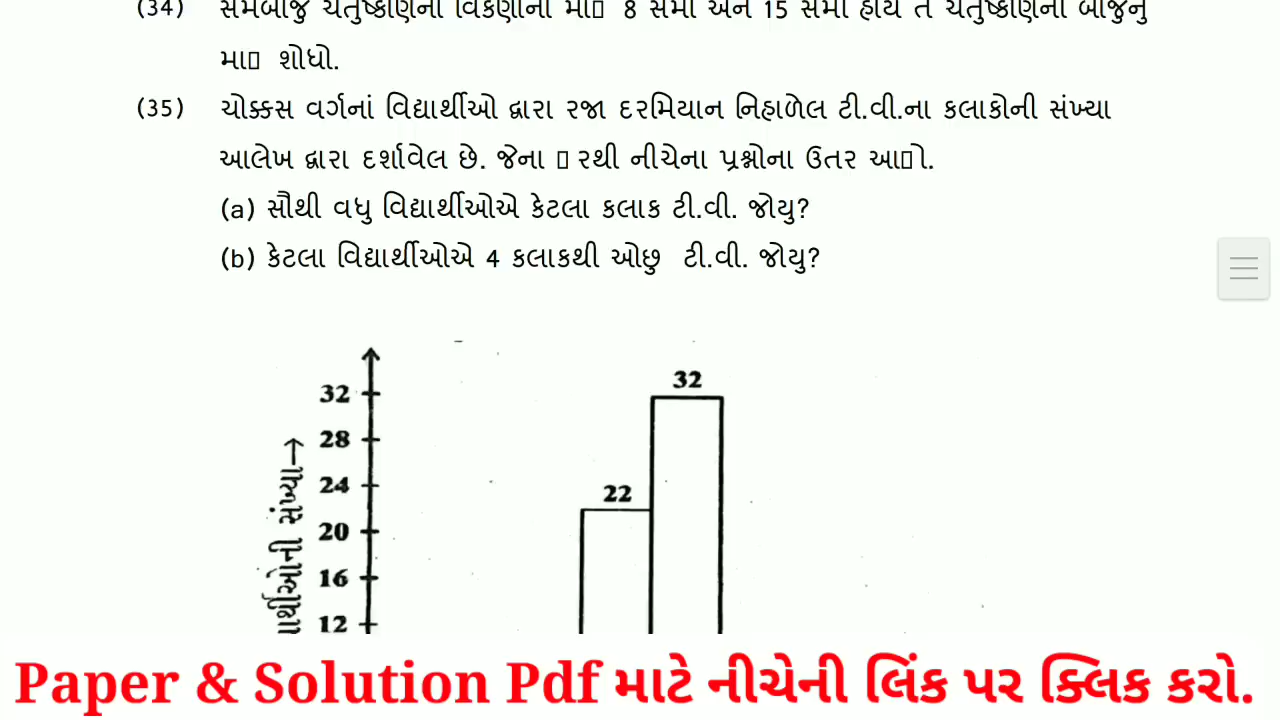 (34) સમબાજુ ચતુષ્કોણના વિકર્ણોના મા▯ 8 સેમી અને 15 સેમી હોય તે ચતુષ્કોણની બાજુનું
મા▯ શોધો.
(35) ચોક્કસ વર્ગનાં વિદ્યાર્થીઓ દ્વારા રજા દરમિયાન નિહાળેલ ટી.વી.ના કલાકોની સંખ્યા
આલેખ દ્વારા દર્શાવેલ છે. જેના ▯રથી નીચેના પ્રશ્નોના ઉતર આ▯ો.
(a) સૌથી વધુ વિદ્યાર્થીઓએ કેટલા કલાક ટી.વી. જોયુ?
(b) કેટલા વિદ્યાર્થીઓએ 4 કલાકથી ઓછુ ટી.વી. જોયુ?
32
32
28
24
22
20
16
12
ર્થીઓની સંખ્યા→
Paper & Solution Pdf માટે નીચેની લિંક પર ક્લિક કરો.